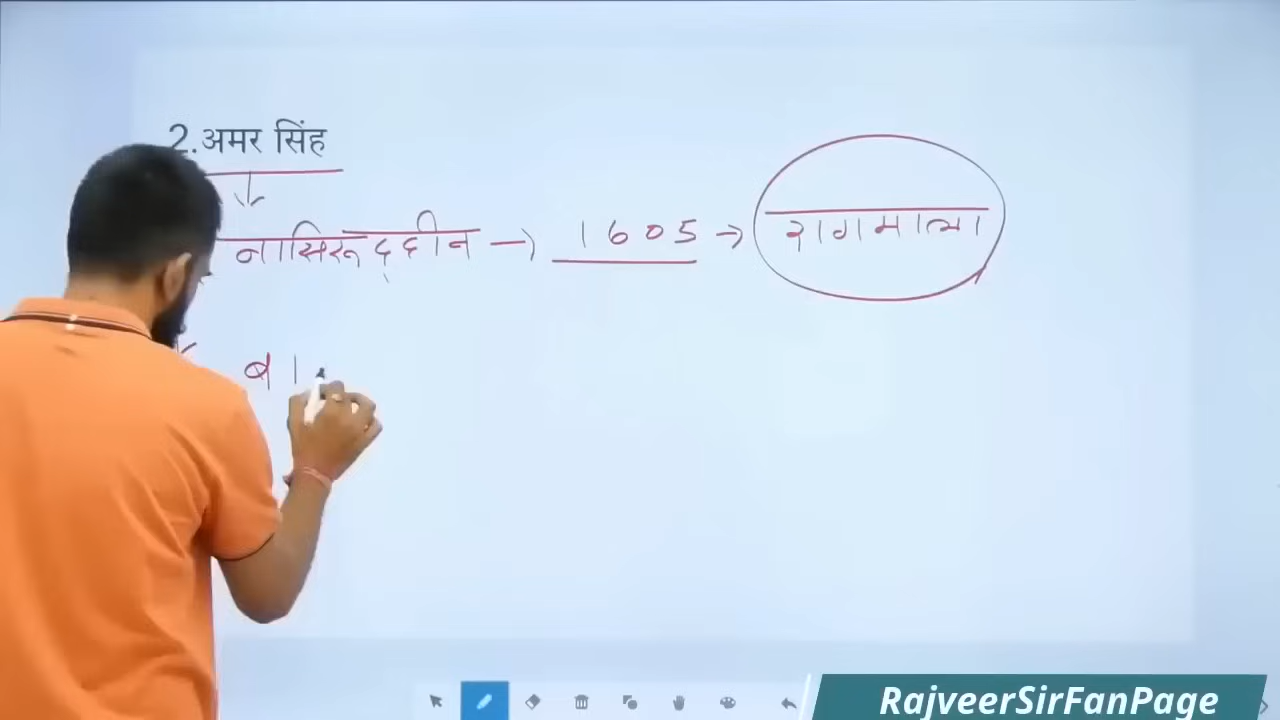 2.अमर सिंह
नासिरूद्दीन → 1605 → रागमाला
बा
RajveerSirFanPage